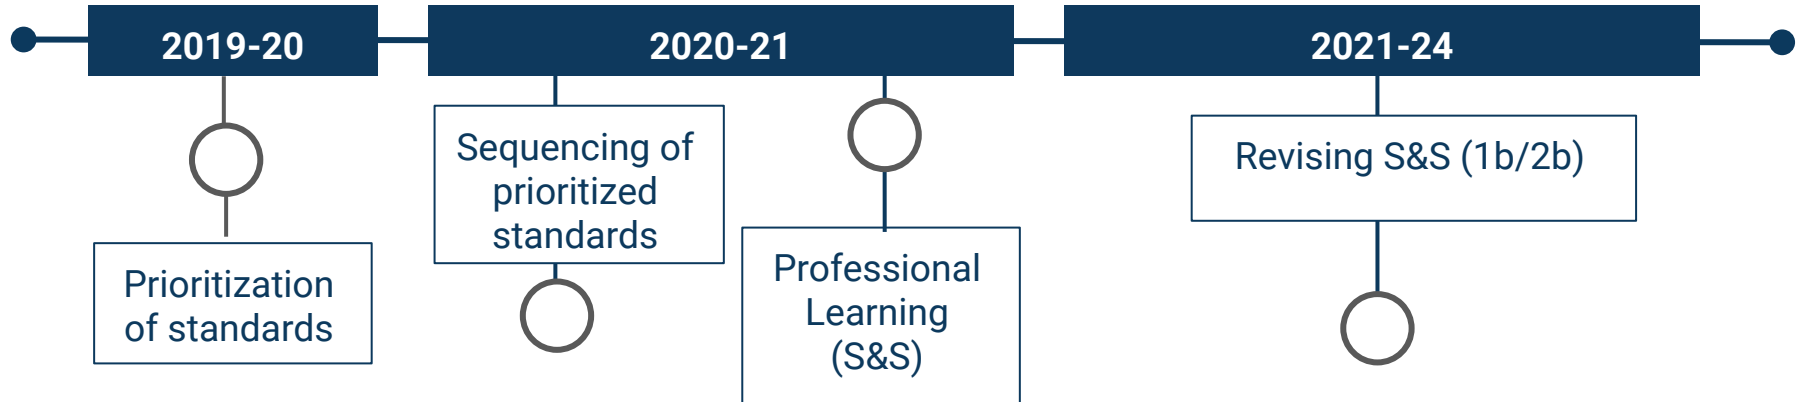 2019-20
2020-21
2021-24
Prioritization
of standards
Sequencing of
prioritized
standards
Professional
Learning
(S&S)
Revising S&S (1b/2b)